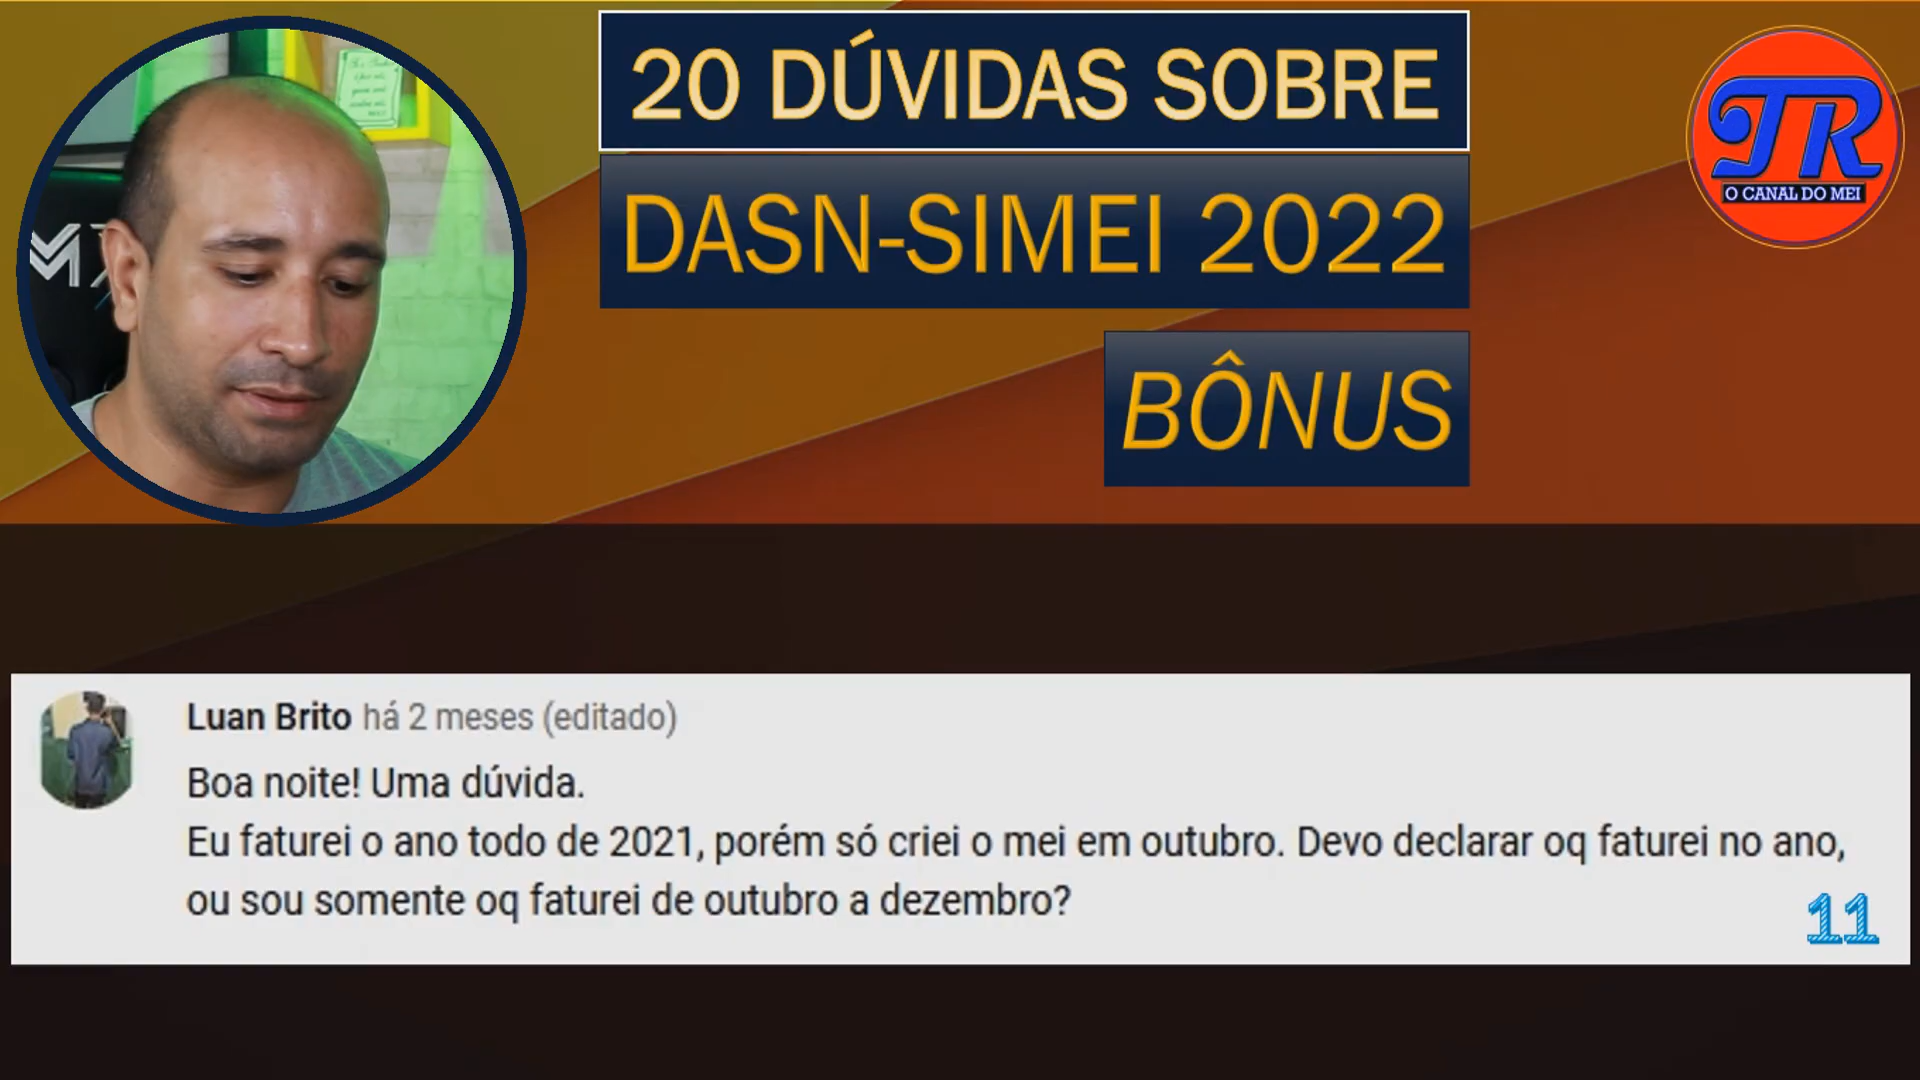 20 DÚVIDAS SOBRE
DASN-SIMEI 2022
BÔNUS
TR
O CANAL DO MEI
Luan Brito há 2 meses (editado)
Boa noite! Uma dúvida.
Eu faturei o ano todo de 2021, porém só criei o mei em outubro. Devo declarar oq faturei no ano,
ou sou somente oq faturei de outubro a dezembro?
11